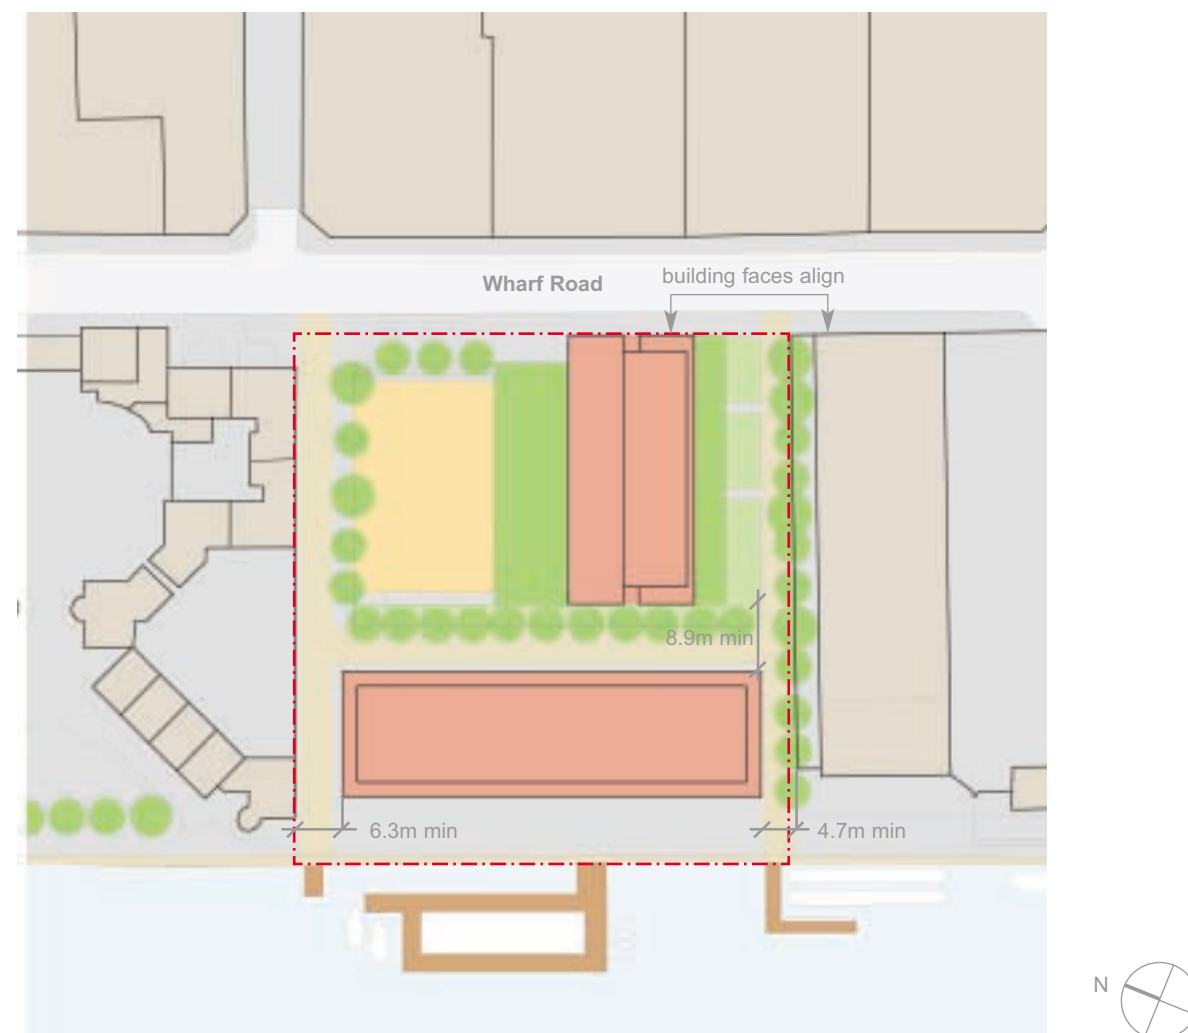 building faces align
Wharf Road
8.9m min
6.3m min
4.7m min
N